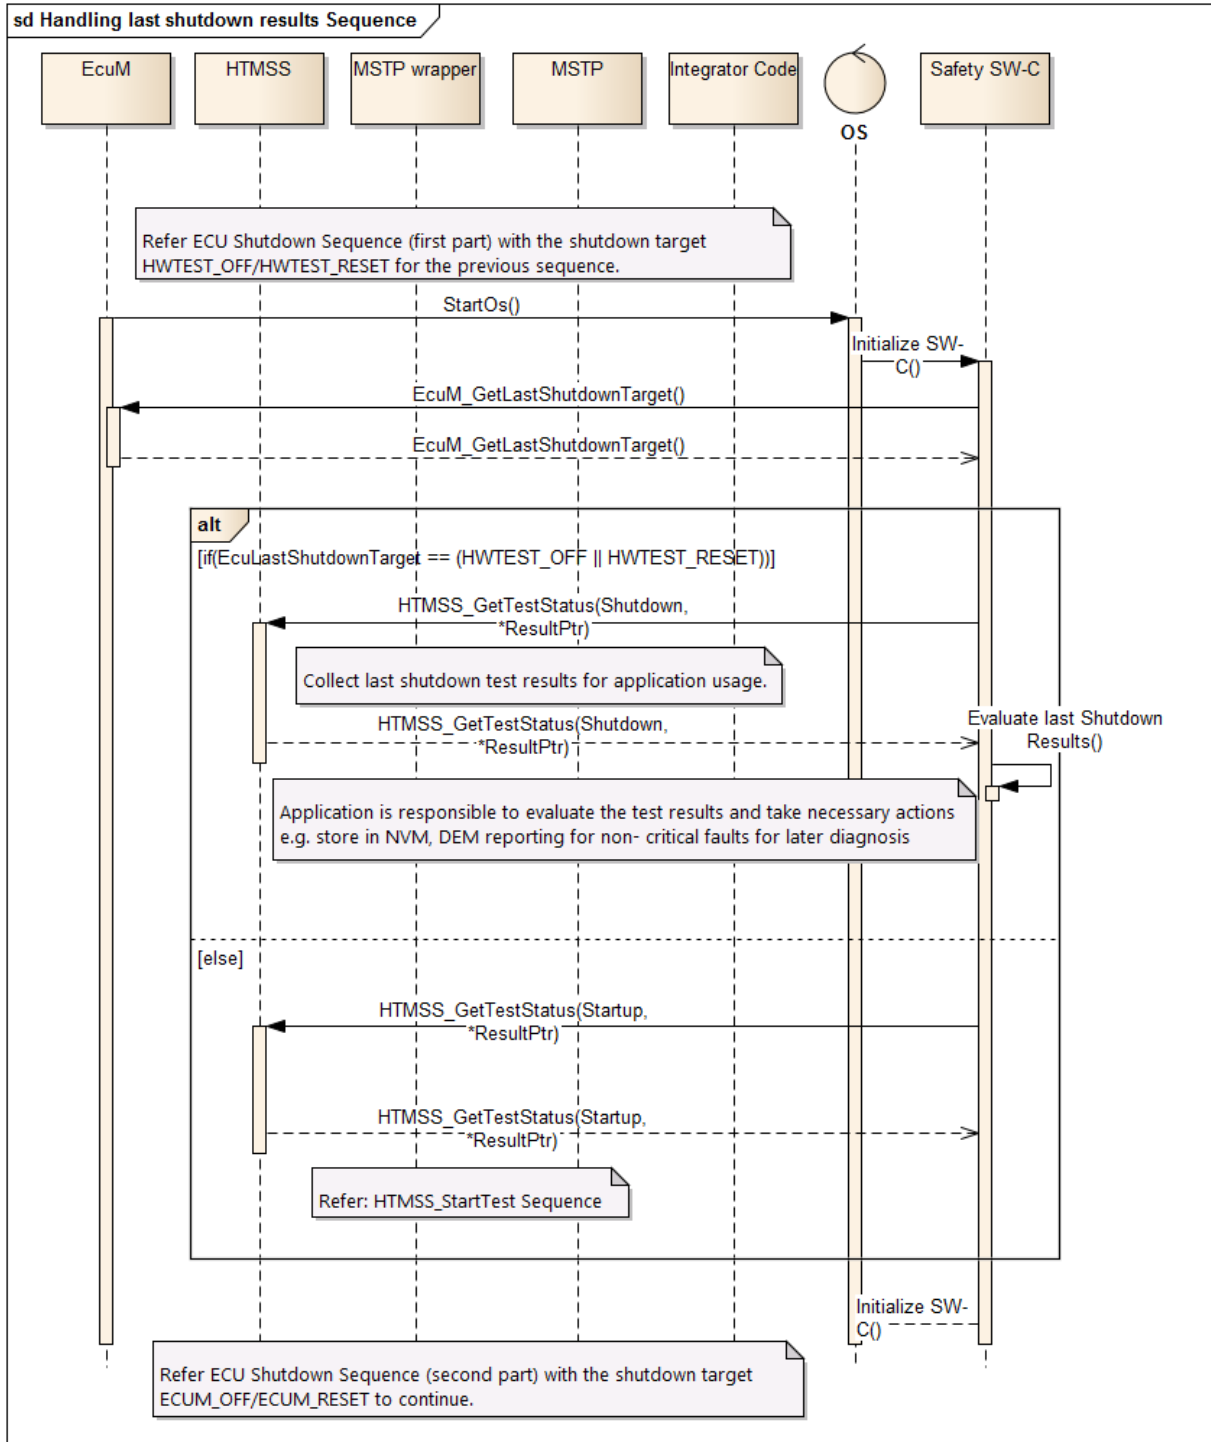 sd Handling last shutdown results Sequence
EcuM
HTMSS
MSTP wrapper
MSTP
Integrator Code
OS
Safety SW-C
Refer ECU Shutdown Sequence (first part) with the shutdown target
HWTEST_OFF/HWTEST_RESET for the previous sequence.
StartOs()
Initialize SW-
C()
EcuM_GetLastShutdownTarget()
EcuM_GetLastShutdownTarget()
alt
[if(EcuLastShutdownTarget == (HWTEST_OFF || HWTEST_RESET))]
HTMSS_GetTestStatus(Shutdown,
*ResultPtr)
Collect last shutdown test results for application usage.
HTMSS_GetTestStatus(Shutdown,
*ResultPtr)
Evaluate last Shutdown
Results()
Application is responsible to evaluate the test results and take necessary actions
e.g. store in NVM, DEM reporting for non- critical faults for later diagnosis
[else]
HTMSS_GetTestStatus(Startup,
*ResultPtr)
HTMSS_GetTestStatus(Startup,
*ResultPtr)
Refer: HTMSS_StartTest Sequence
Initialize SW-
C()
Refer ECU Shutdown Sequence (second part) with the shutdown target
ECUM_OFF/ECUM_RESET to continue.